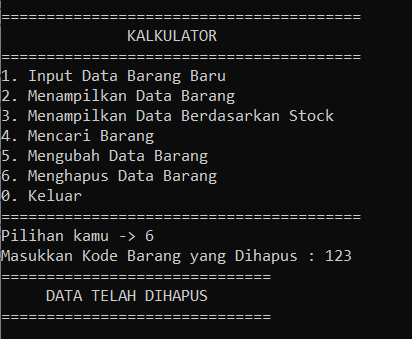 ========================================
KALKULATOR
========================================
1. Input Data Barang Baru
2. Menampilkan Data Barang
3. Menampilkan Data Berdasarkan Stock
4. Mencari Barang
5. Mengubah Data Barang
6. Menghapus Data Barang
0. Keluar
========================================
Pilihan kamu -> 6
Masukkan Kode Barang yang Dihapus : 123
==============================
DATA TELAH DIHAPUS
==============================